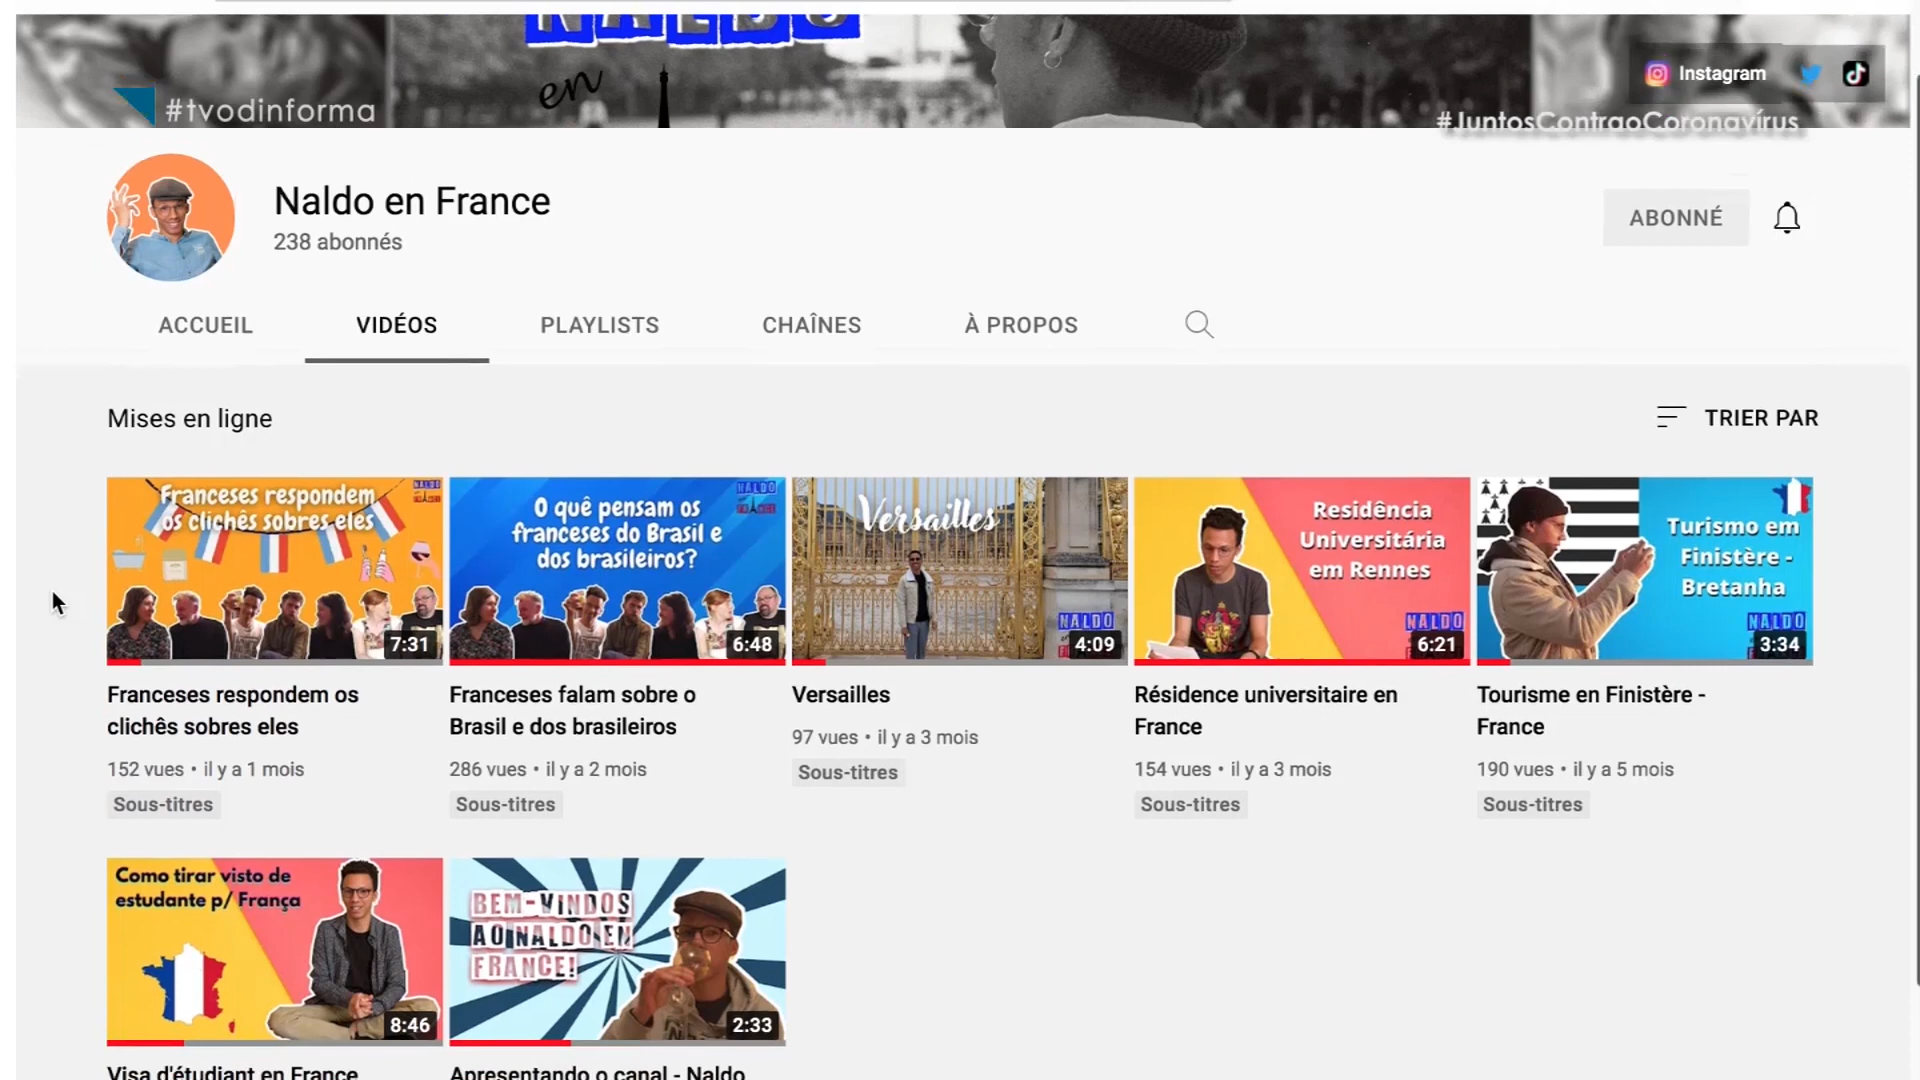 NALDO
en
#tvodinforma
Instagram
#JuntosContraoCoronavírus
Naldo en France
238 abonnés
ABONNÉ
ACCUEIL
VIDÉOS
PLAYLISTS
CHAÎNES
À PROPOS
Mises en ligne
TRIER PAR
Franceses respondem
os clichês sobres eles
NALDO
7:31
O quê pensam os
franceses do Brasil e
dos brasileiros?
NALDO
6:48
Versailles
NALDO
4:09
Residência
Universitária
em Rennes
NALDO
6:21
Turismo em
Finistère -
Bretanha
NALDO
3:34
Franceses respondem os
clichês sobres eles
152 vues • il y a 1 mois
Sous-titres
Franceses falam sobre o
Brasil e dos brasileiros
286 vues • il y a 2 mois
Sous-titres
Versailles
97 vues • il y a 3 mois
Sous-titres
Résidence universitaire en
France
154 vues • il y a 3 mois
Sous-titres
Tourisme en Finistère -
France
190 vues • il y a 5 mois
Sous-titres
Como tirar visto de
estudante p/ França
8:46
BEM-VINDOS
AO NALDO EN
FRANCE!
2:33
Visa d'étudiant en France
Apresentando o canal - Naldo